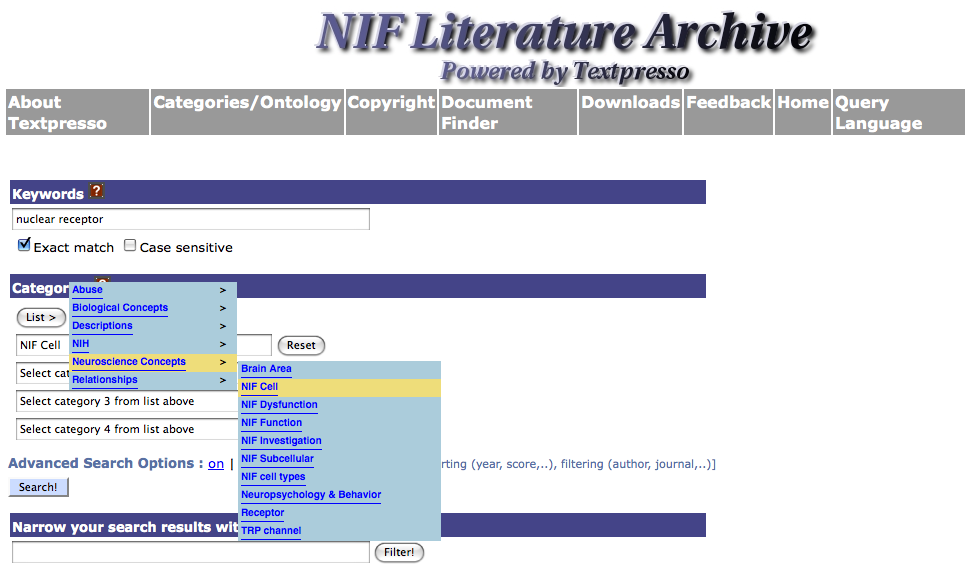 NIF Literature Archive
Powered by Textpresso
About Textpresso
Categories/Ontology
Copyright
Document Finder
Downloads
Feedback
Home
Query Language
Keywords ?
nuclear receptor
Exact match Case sensitive
Categor
List >
NIF Cell
Reset
Select cat
Select category 3 from list above
Select category 4 from list above
Abuse >
Biological Concepts >
Descriptions >
NIH >
Neuroscience Concepts >
Relationships >
Brain Area
NIF Cell
NIF Dysfunction
NIF Function
NIF Investigation
NIF Subcellular
NIF cell types
Neuropsychology & Behavior
Receptor
TRP channel
Advanced Search Options : on | rting (year, score,..), filtering (author, journal,..)]
Search!
Narrow your search results wit
Filter!